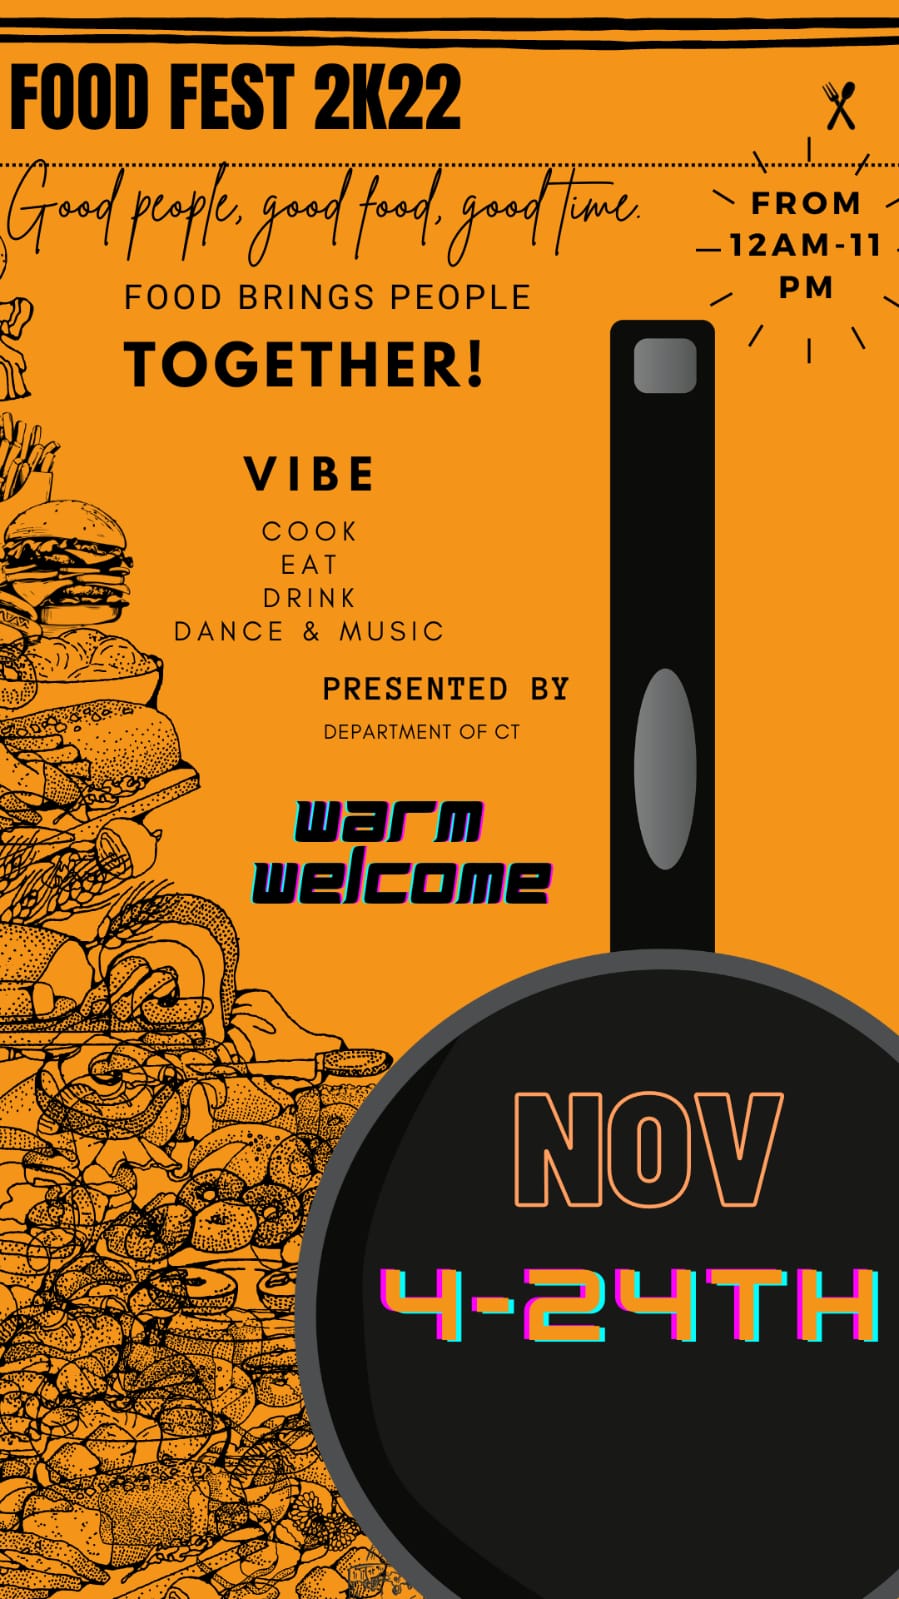 FOOD FEST 2K22
Good people, good food, good time.
FROM
12AM-11
PM
FOOD BRINGS PEOPLE
TOGETHER!
VIBE
COOK
EAT
DRINK
DANCE & MUSIC
PRESENTED BY
DEPARTMENT OF CT
warm
welcome
NOV
4-24TH